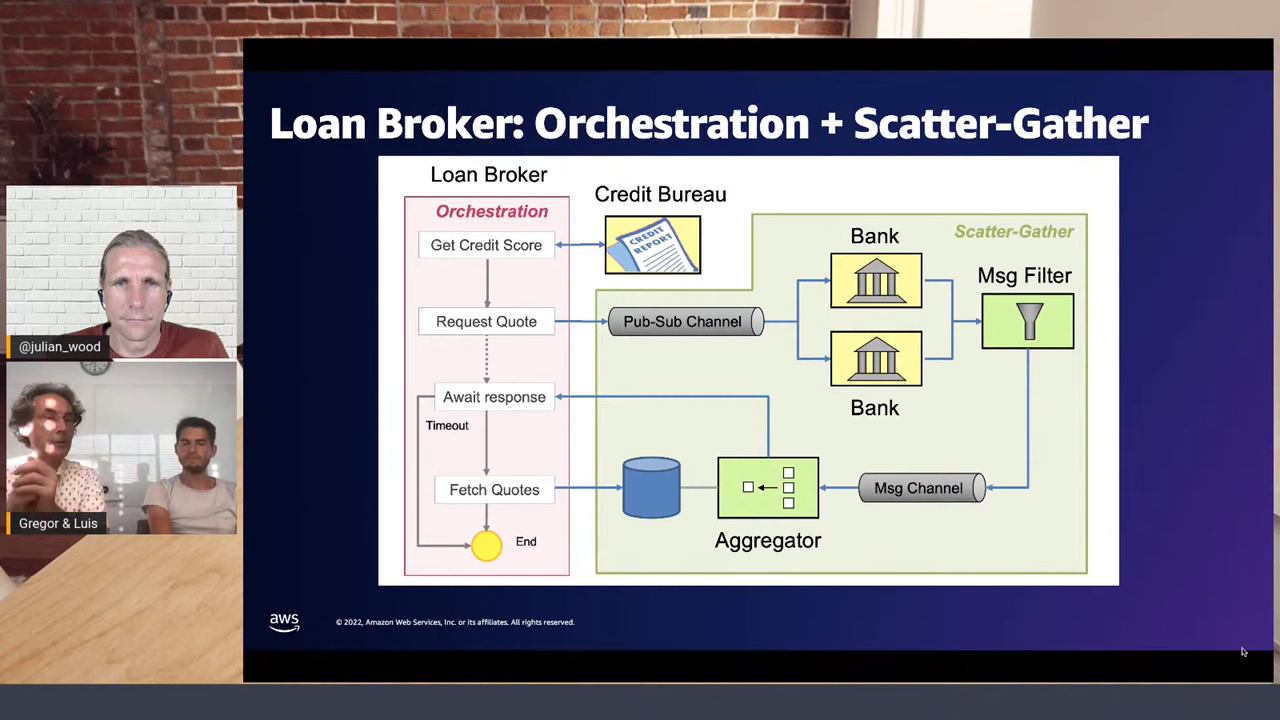 Loan Broker: Orchestration + Scatter-Gather
Loan Broker
Orchestration
Get Credit Score
Request Quote
Await response
Timeout
Fetch Quotes
End
Credit Bureau
CREDIT
REPORT
Scatter-Gather
Pub-Sub Channel
Bank
Bank
Msg Filter
Msg Channel
Aggregator
aws
© 2022, Amazon Web Services, Inc. or its affiliates. All rights reserved.
@julian_wood
Gregor & Luis